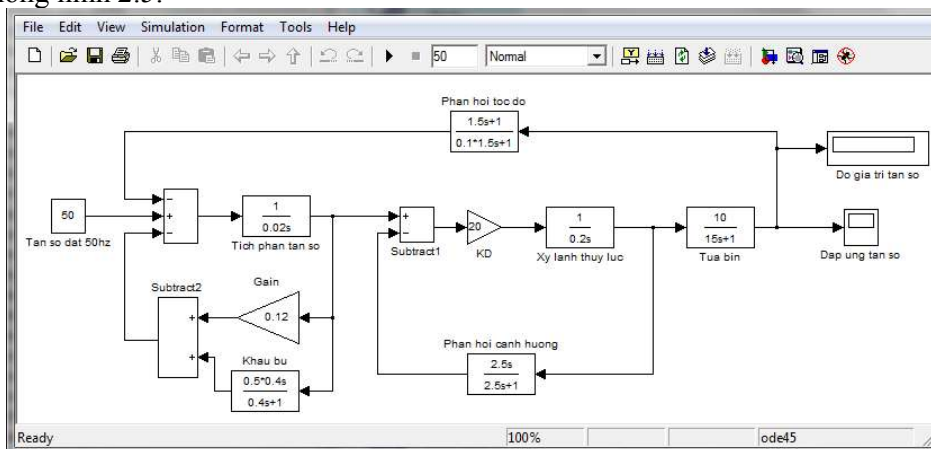 ong hình 2.5.
File Edit View Simulation Format Tools Help
50 Normal
Phan hoi toc do
1.5s+1
0.1*1.5s+1
Do gia tri tan so
50
Tan so dat 50hz
1
0.02s
Tich phan tan so
Subtract1
20
KD
1
0.2s
Xy lanh thuy luc
10
15s+1
Tua bin
Dap ung tan so
Subtract2
Gain
0.12
Khau bu
0.5*0.4s
0.4s+1
Phan hoi canh huong
2.5s
2.5s+1
Ready 100% ode45